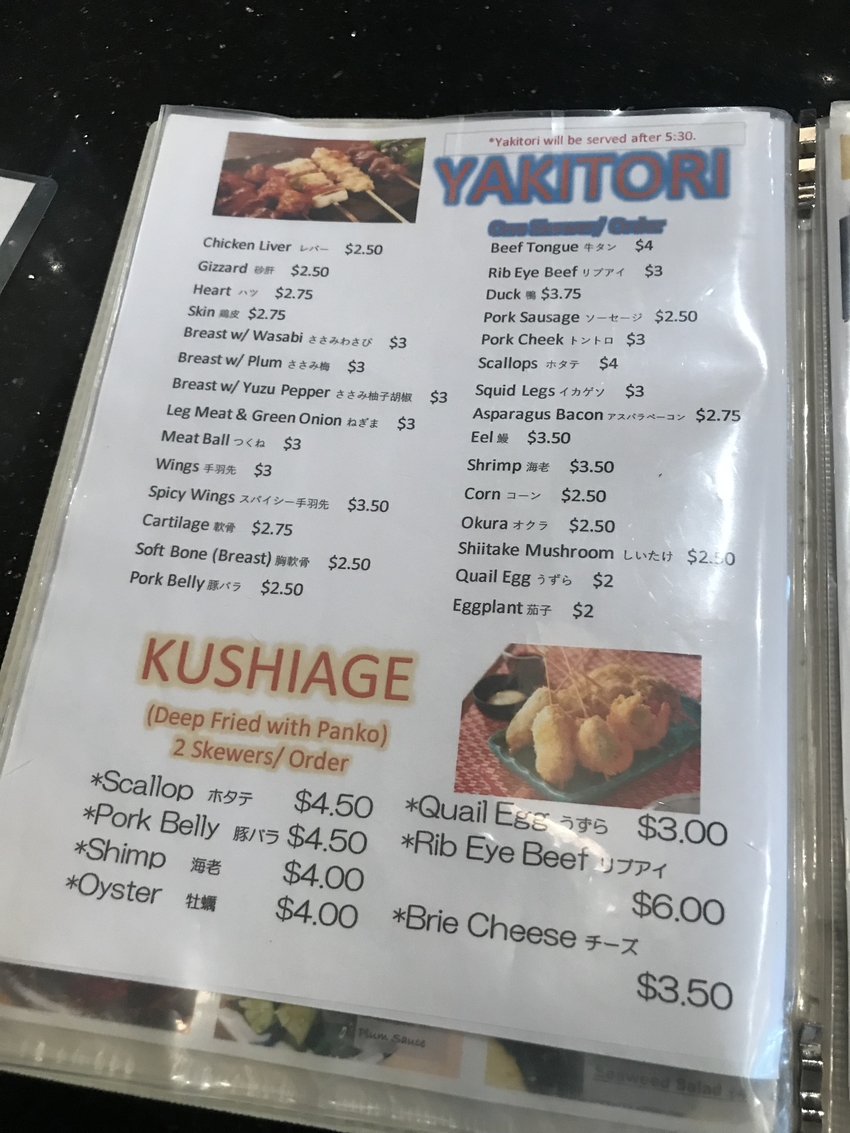 *Yakitori will be served after 5:30.
YAKITORI
One Skewer/ Order
Chicken Liver レバー $2.50
Gizzard 砂肝 $2.50
Heart ハツ $2.75
Skin 鶏皮 $2.75
Breast w/ Wasabi ささみわさび $3
Breast w/ Plum ささみ梅 $3
Breast w/ Yuzu Pepper ささみ柚子胡椒 $3
Leg Meat & Green Onion ねぎま $3
Meat Ball つくね $3
Wings 手羽先 $3
Spicy Wings スパイシー手羽先 $3.50
Cartilage 軟骨 $2.75
Soft Bone (Breast) 胸軟骨 $2.50
Pork Belly 豚バラ $2.50
Beef Tongue 牛タン $4
Rib Eye Beef リブアイ $3
Duck 鴨 $3.75
Pork Sausage ソーセージ $2.50
Pork Cheek トントロ $3
Scallops ホタテ $4
Squid Legs イカゲソ $3
Asparagus Bacon アスパラベーコン $2.75
Eel 鰻 $3.50
Shrimp 海老 $3.50
Corn コーン $2.50
Okura オクラ $2.50
Shiitake Mushroom しいたけ $2.50
Quail Egg うずら $2
Eggplant 茄子 $2
KUSHIAGE
(Deep Fried with Panko)
2 Skewers/ Order
*Scallop ホタテ $4.50
*Pork Belly 豚バラ $4.50
*Shimp 海老 $4.00
*Oyster 牡蠣 $4.00
*Quail Egg うずら $3.00
*Rib Eye Beef リブアイ
$6.00
*Brie Cheese チーズ
$3.50
Plum Sause
Seaweed Salad